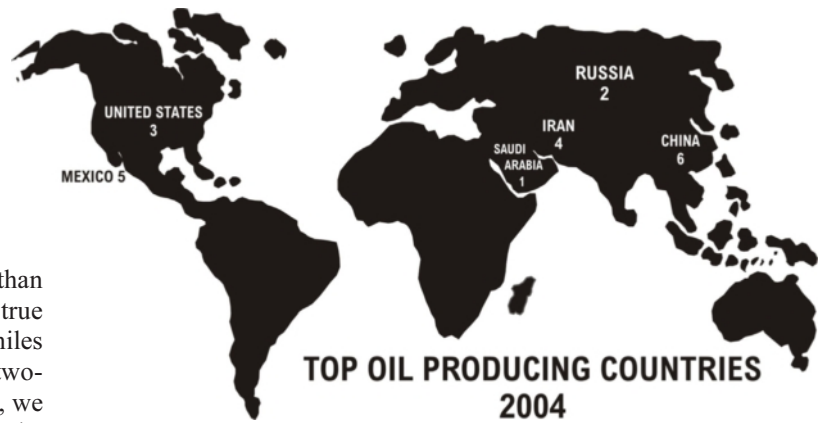 RUSSIA
2
UNITED STATES
3
IRAN
4
CHINA
6
SAUDI
ARABIA
1
MEXICO 5
than
true
niles
two-
, we
TOP OIL PRODUCING COUNTRIES
2004